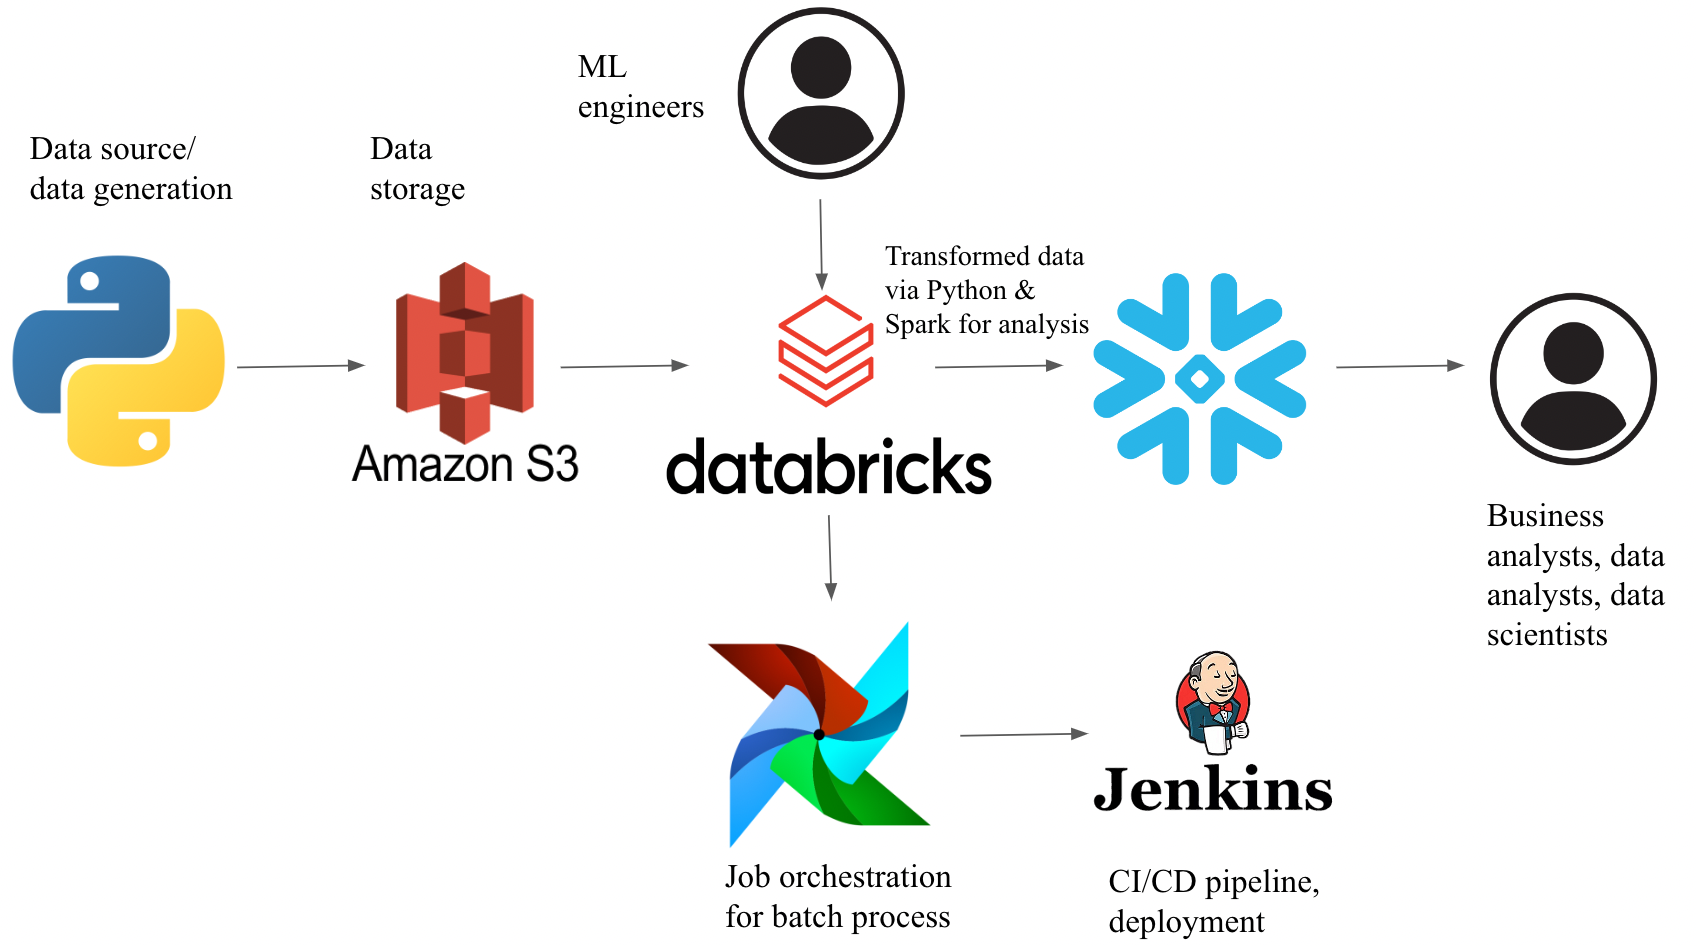 ML
engineers
Data source/
data generation
Data
storage
Transformed data
via Python &
Spark for analysis
Amazon S3
databricks
Business
analysts, data
analysts, data
scientists
Jenkins
Job orchestration
for batch process
CI/CD pipeline,
deployment